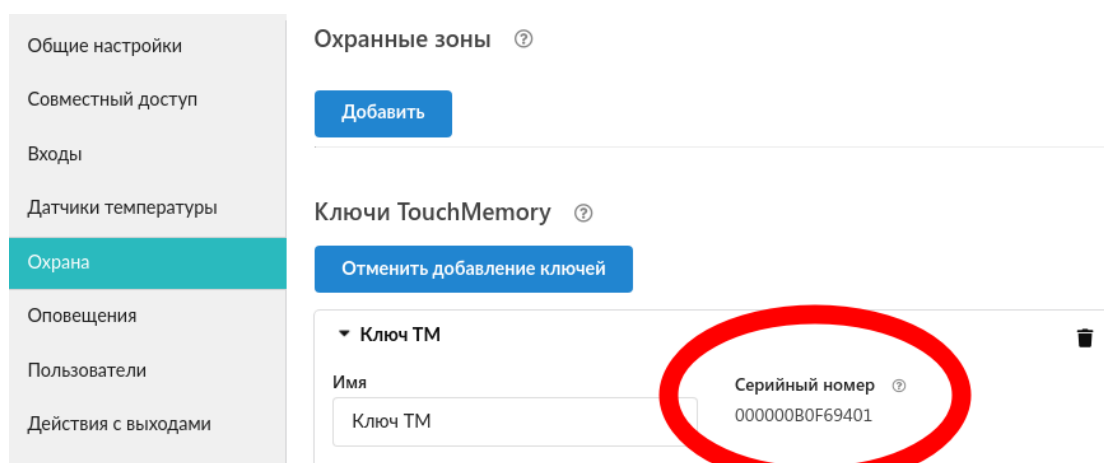 Общие настройки
Совместный доступ
Входы
Датчики температуры
Охрана
Оповещения
Пользователи
Действия с выходами
Охранные зоны ?
Добавить
Ключи TouchMemory ?
Отменить добавление ключей
Ключ ТМ
Имя
Ключ ТМ
Серийный номер ?
000000B0F69401